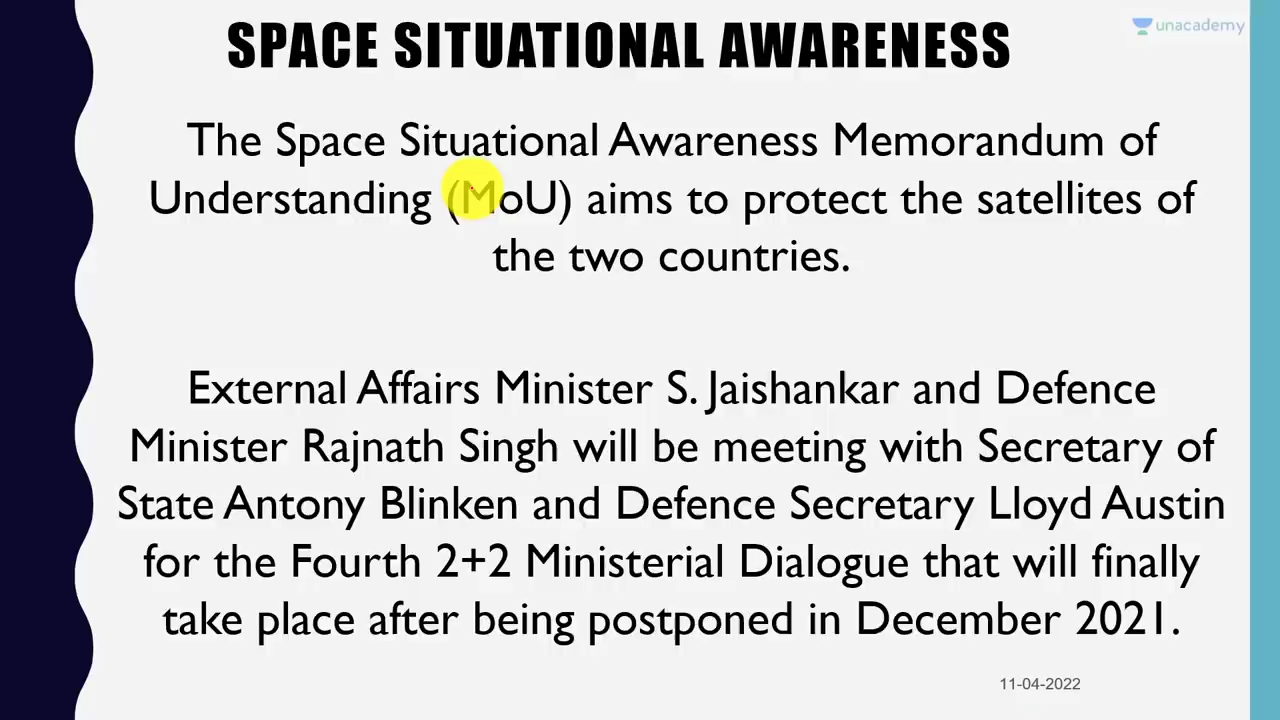 SPACE SITUATIONAL AWARENESS
unacademy
The Space Situational Awareness Memorandum of
Understanding (MoU) aims to protect the satellites of
the two countries.
External Affairs Minister S. Jaishankar and Defence
Minister Rajnath Singh will be meeting with Secretary of
State Antony Blinken and Defence Secretary Lloyd Austin
for the Fourth 2+2 Ministerial Dialogue that will finally
take place after being postponed in December 2021.
11-04-2022